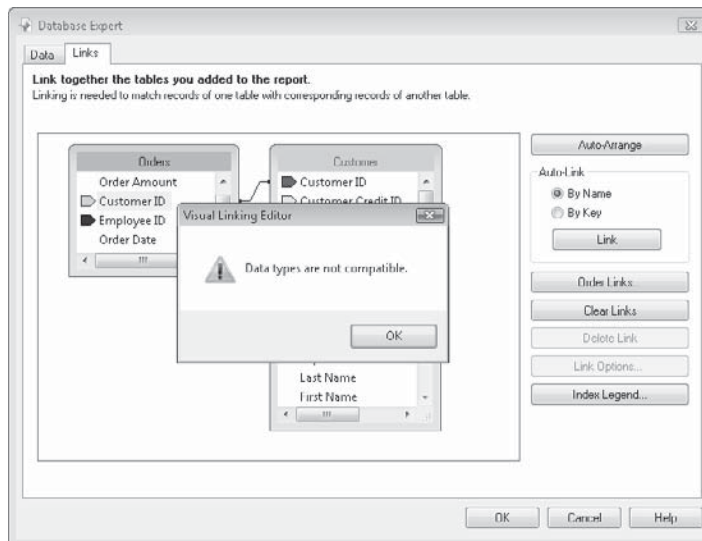 Database Expert
Data Links
Link together the tables you added to the report.
Linking is needed to match records of one table with corresponding records of another table.
Orders
Order Amount
Customer ID
Employee ID
Order Date
Customer
Customer ID
Customer Credit ID
Visual Linking Editor
Data types are not compatible.
OK
Last Name
First Name
Auto-Arrange
Auto-Link
By Name
By Key
Link
Order Links...
Clear Links
Delete Link
Link Options...
Index Legend...
OK Cancel Help